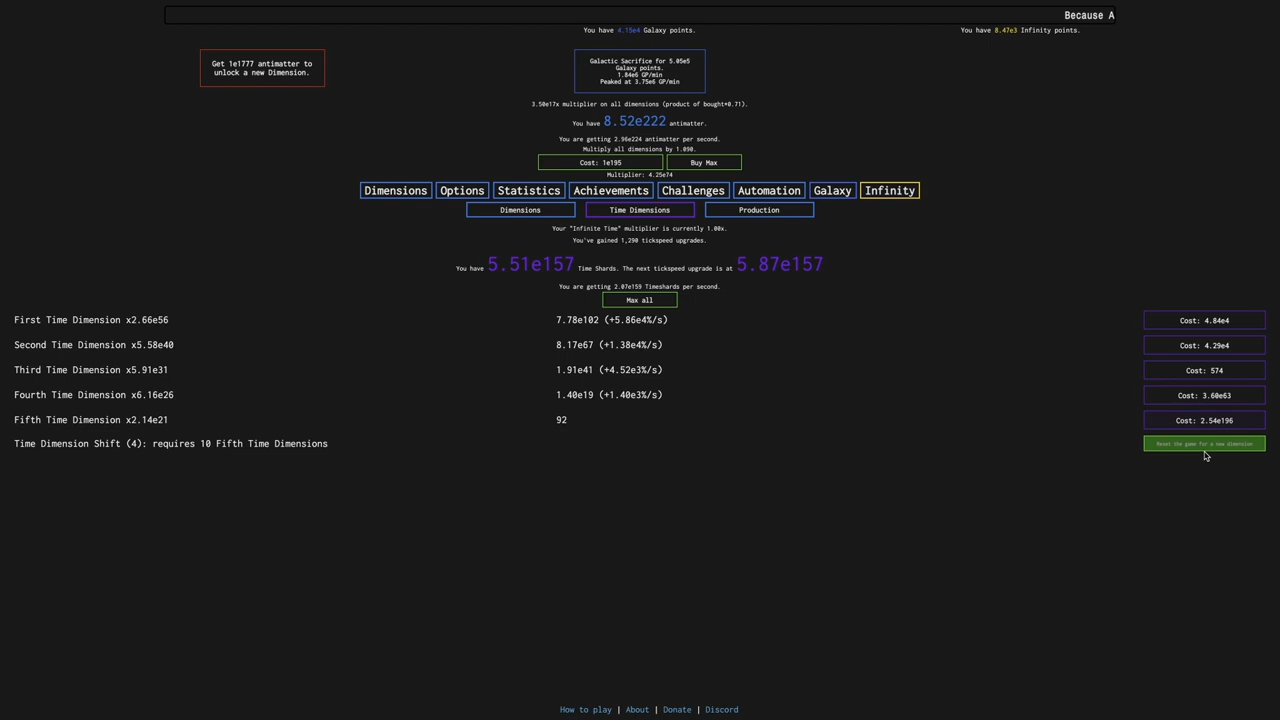 Because A
You have 4.15e4 Galaxy points.
You have 8.47e3 Infinity points.
Get 1e1777 antimatter to
unlock a new Dimension.
Galactic Sacrifice for 5.05e5
Galaxy points.
1.84e6 GP/min
Peaked at 3.75e6 GP/min
3.50e17x multiplier on all dimensions (product of bought*0.71).
You have 8.52e222 antimatter.
You are getting 2.96e224 antimatter per second.
Multiply all dimensions by 1.090.
Cost: 1e195
Buy Max
Multiplier: 4.25e74
Dimensions
Options
Statistics
Achievements
Challenges
Automation
Galaxy
Infinity
Dimensions
Time Dimensions
Production
Your "Infinite Time" multiplier is currently 1.00x.
You've gained 1,290 tickspeed upgrades.
You have 5.51e157 Time Shards. The next tickspeed upgrade is at 5.87e157
You are getting 2.07e159 Timeshards per second.
Max all
First Time Dimension x2.66e56
7.78e102 (+5.86e4%/s)
Cost: 4.84e4
Second Time Dimension x5.58e40
8.17e67 (+1.38e4%/s)
Cost: 4.29e4
Third Time Dimension x5.91e31
1.91e41 (+4.52e3%/s)
Cost: 574
Fourth Time Dimension x6.16e26
1.40e19 (+1.40e3%/s)
Cost: 3.60e63
Fifth Time Dimension x2.14e21
92
Cost: 2.54e196
Time Dimension Shift (4): requires 10 Fifth Time Dimensions
Reset the game for a new dimension
How to play | About | Donate | Discord